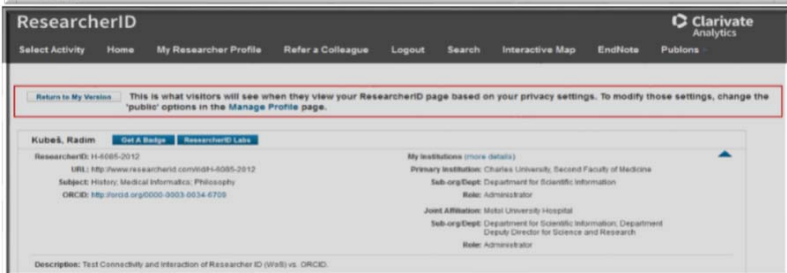 ResearcherID
Clarivate
Analytics
Select Activity Home My Researcher Profile Refer a Colleague Logout Search Interactive Map EndNote Publons
Return to My Version This is what visitors will see when they view your ResearcherID page based on your privacy settings. To modify those settings, change the
'public' options in the Manage Profile page.
Kubeš, Radim Get A Badge ResearcherID Labs
ResearcherID: H-6085-2012
URL: http://www.researcherid.com/rid/H-6085-2012
Subject: History; Medical Informatics; Philosophy
ORCID: http://orcid.org/0000-0003-0034-6709
My Institutions (more details)
Primary Institution: Charles University, Second Faculty of Medicine
Sub-org/Dept: Department for Scientific Information
Role: Administrator
Joint Affiliation: Motol University Hospital
Sub-org/Dept: Department for Scientific Information; Department
Deputy Director for Science and Research
Role: Administrator
Description: Test Connectivity and Interaction of Researcher ID (WoS) vs. ORCID.